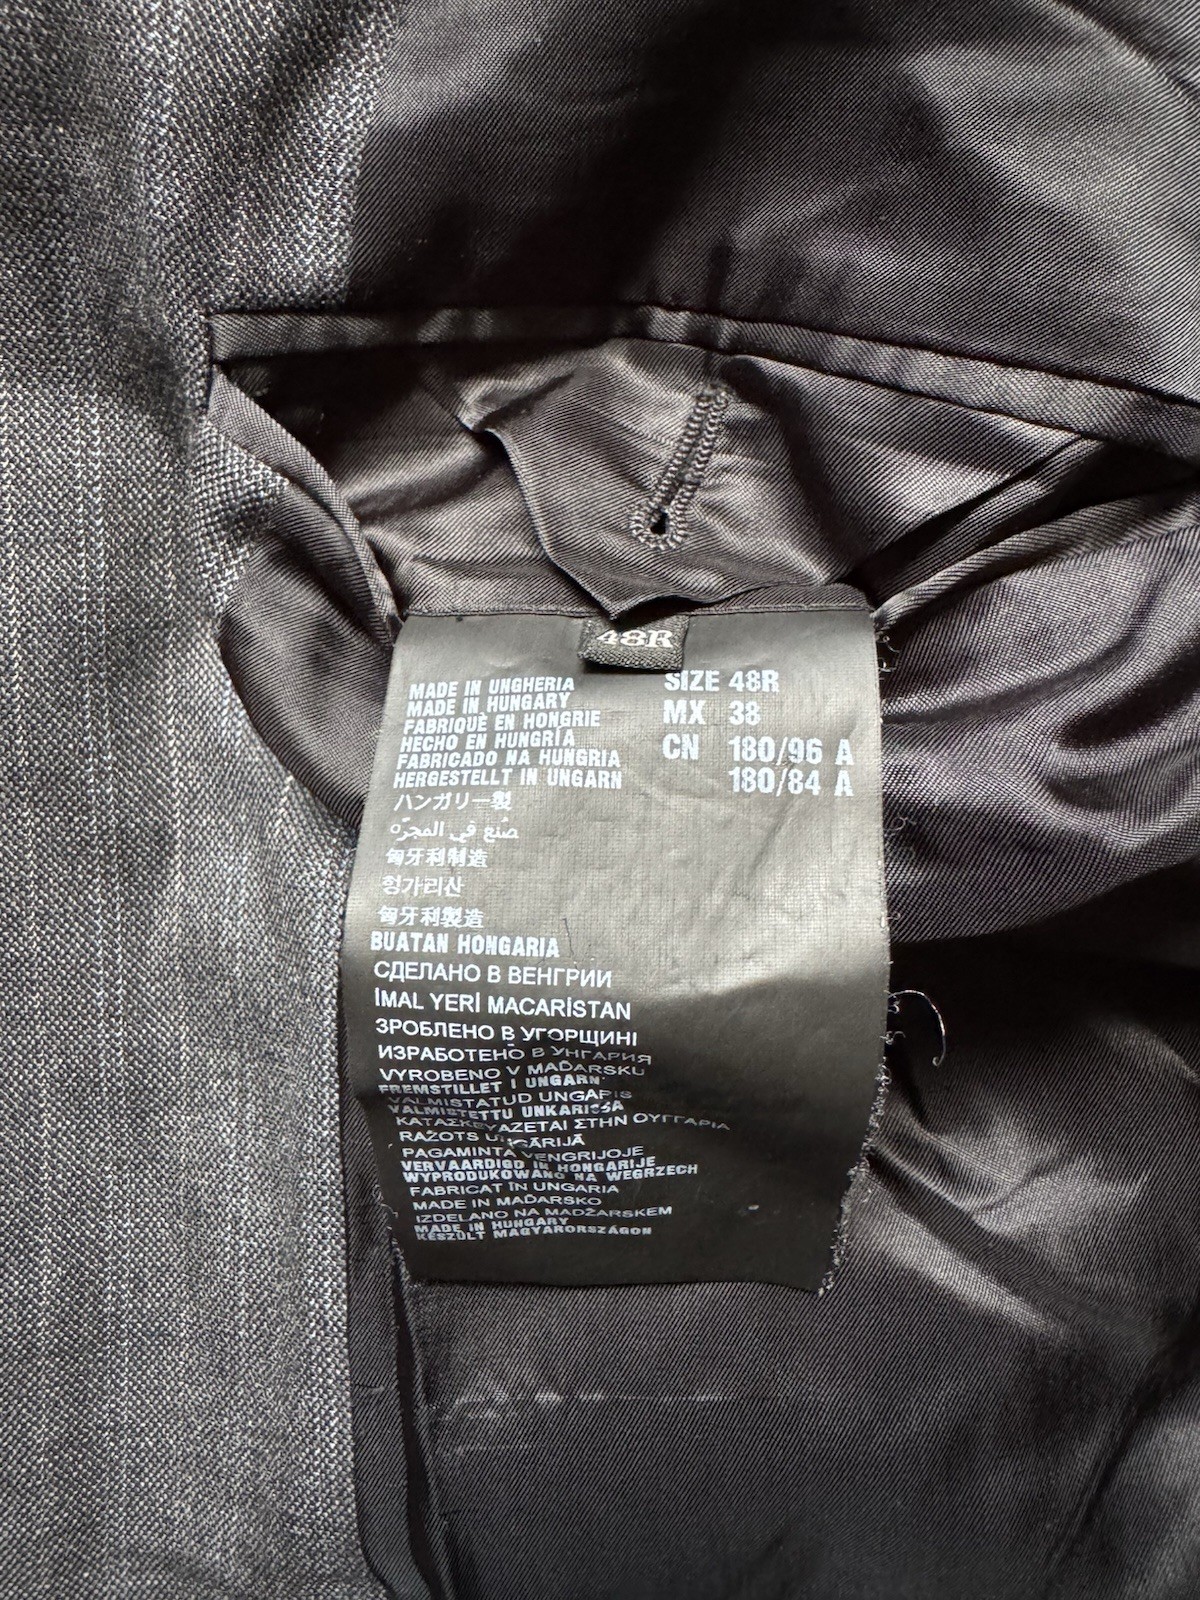 48R
MADE IN UNGHERIA
MADE IN HUNGARY
FABRIQUÉ EN HONGRIE
HECHO EN HUNGRÍA
FABRICADO NA HUNGRIA
HERGESTELLT IN UNGARN
ハンガリー製
صُنع في المجرّه
匈牙利制造
헝가리산
匈牙利製造
BUATAN HONGARIA
СДЕЛАНО В ВЕНГРИИ
İMAL YERİ MACARİSTAN
ЗРОБЛЕНО В УГОРЩИНІ
ИЗРАБОТЕНО В УНГАРИЯ
VYROBENO V MAĎARSKU
FREMSTILLET I UNGARN
VALMISTATUD UNGARIS
VALMISTETTU UNKARISSA
ΚΑΤΑΣΚΕΥΑΖΕΤΑΙ ΣΤΗΝ ΟΥΓΓΑΡΙΑ
RAŽOTS UNGĀRIJĀ
PAGAMINTA VENGRIJOJE
VERVAARDIGD IN HONGARIJE
WYPRODUKOWANO NA WEGRZECH
FABRICAT ÎN UNGARIA
MADE IN MAĎARSKO
IZDELANO NA MADŽARSKEM
MADE IN HUNGARY
KÉSZÜLT MAGYARORSZÁGON
SIZE 48R
MX 38
CN 180/96 A
180/84 A